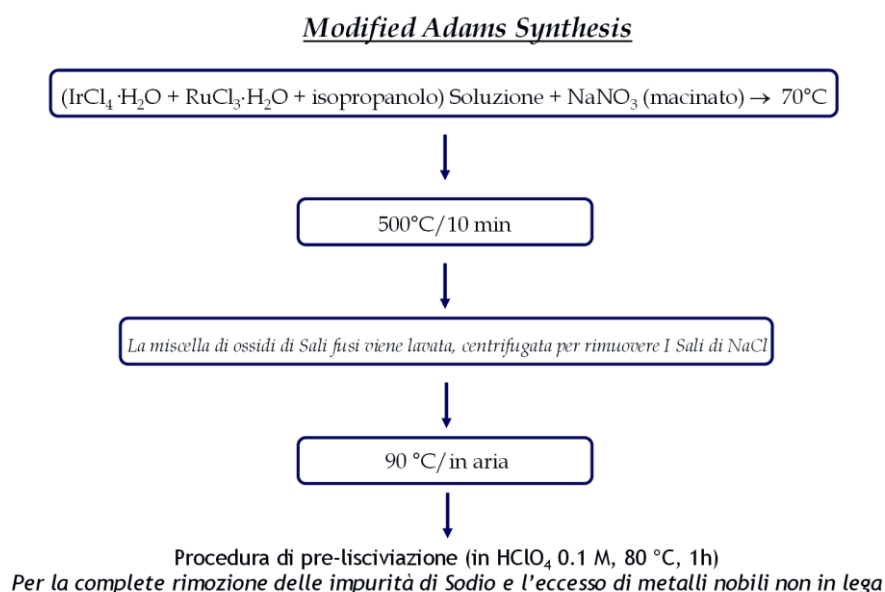 Modified Adams Synthesis
(IrCl₄·H₂O + RuCl₃·H₂O + isopropanolo) Soluzione + NaNO₃ (macinato) → 70°C
500°C/10 min
La miscella di ossidi di Sali fusi viene lavata, centrifugata per rimuovere I Sali di NaCl
90 °C/in aria
Procedura di pre-lisciviazione (in HClO₄ 0.1 M, 80 °C, 1h)
Per la complete rimozione delle impurità di Sodio e l'eccesso di metalli nobili non in lega